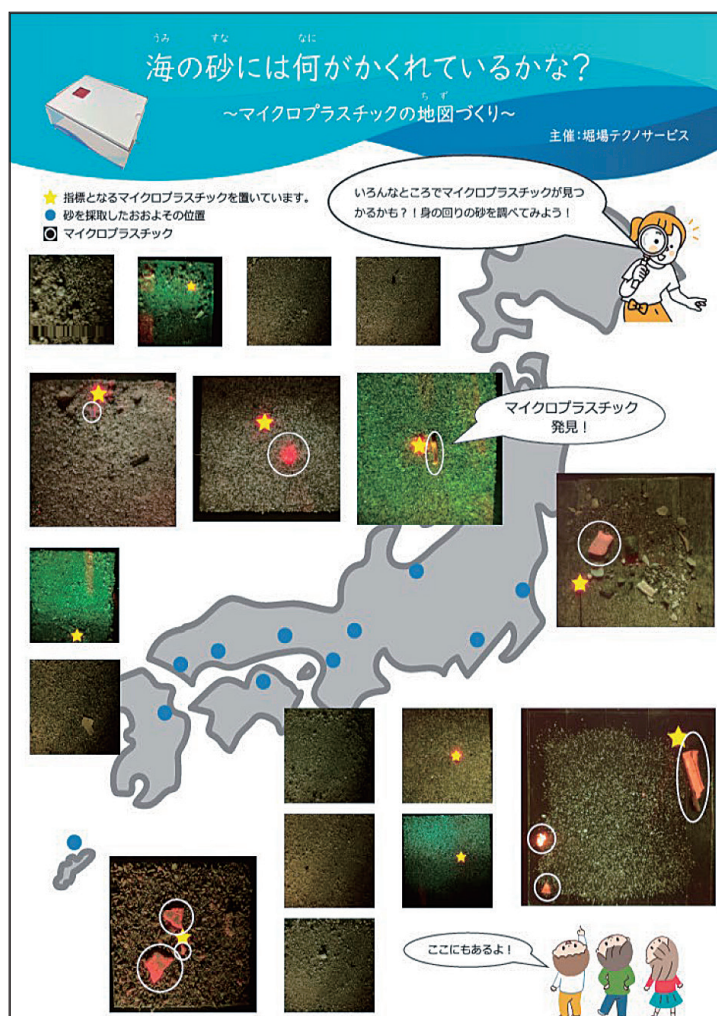 うみ すな なに
海の砂には何がかくれているかな?
ちず
~マイクロプラスチックの地図づくり~
主催:堀場テクノサービス
指標となるマイクロプラスチックを置いています。
砂を採取したおおよその位置
マイクロプラスチック
いろんなところでマイクロプラスチックが見つ
かるかも?!身の回りの砂を調べてみよう!
マイクロプラスチック
発見!
ここにもあるよ!